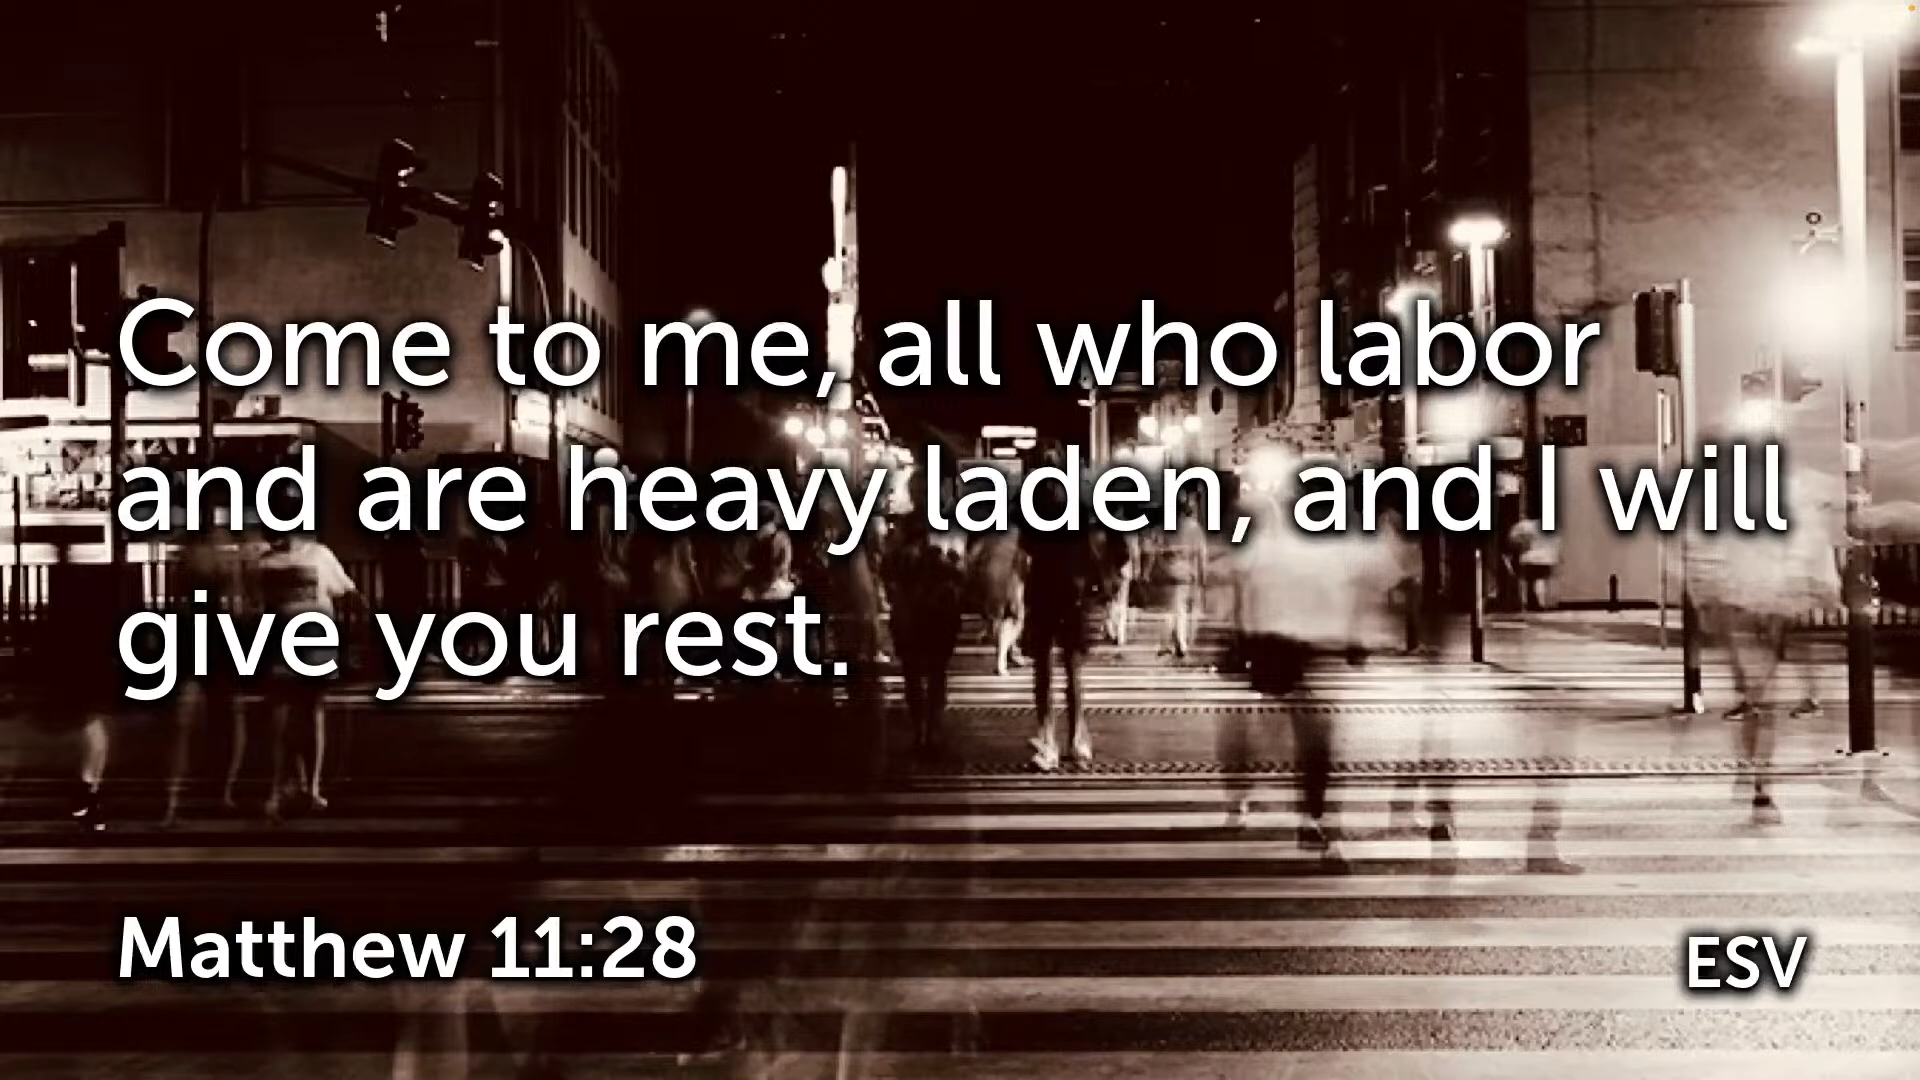 Come to me, all who labor
and are heavy laden, and I will
give you rest.
Matthew 11:28
ESV